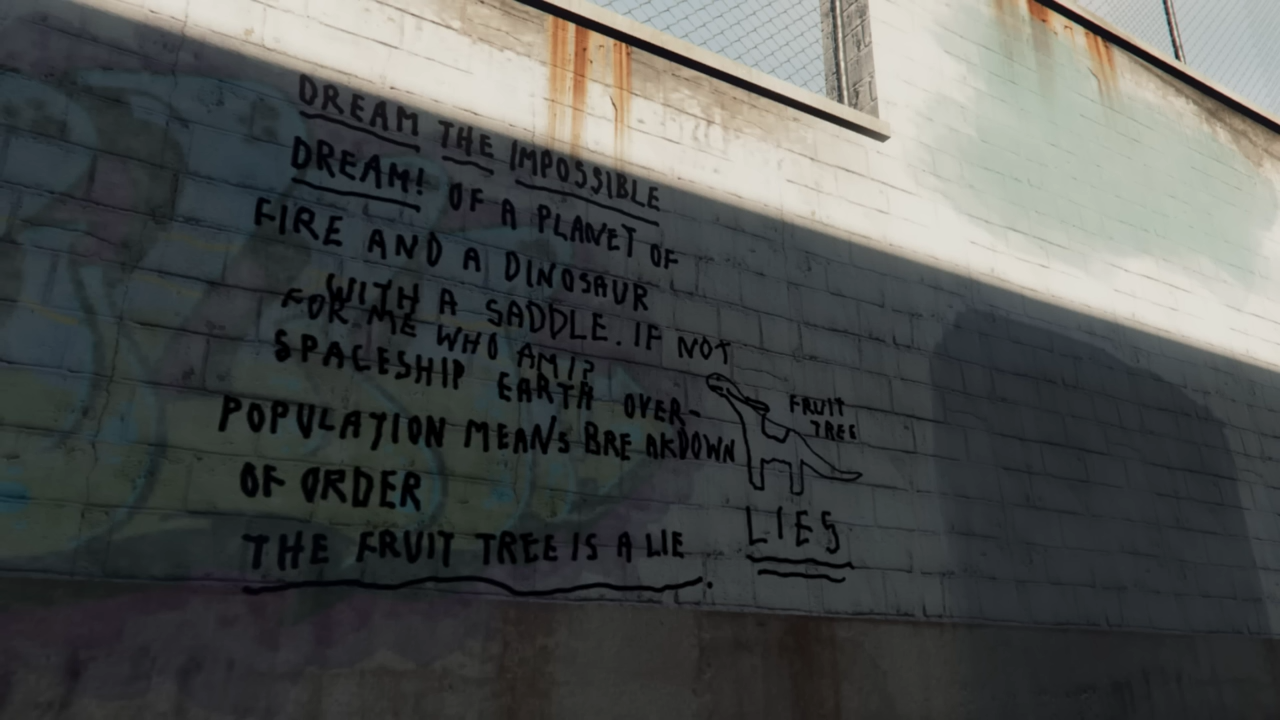 DREAM THE IMPOSSIBLE
DREAM! OF A PLANET OF
FIRE AND A DINOSAUR
WITH A SADDLE. IF NOT
FOR ME WHO AM I?
SPACESHIP EARTH OVER-
POPULATION MEANS BREAKDOWN
OF ORDER
THE FRUIT TREE IS A LIE.
FRUIT
TREE
LIES